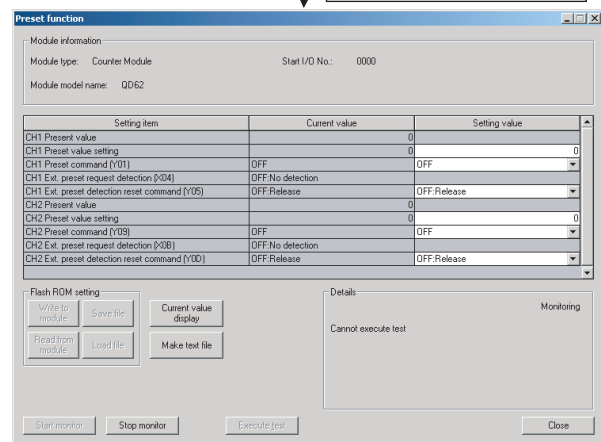 Preset function
Module information
Module type: Counter Module Start I/O No.: 0000
Module model name: QD62
Setting item Current value Setting value
CH1 Present value 0
CH1 Preset value setting 0 0
CH1 Preset command (Y01) OFF OFF
CH1 Ext. preset request detection (X04) OFF:No detection
CH1 Ext. preset detection reset command (Y05) OFF:Release OFF:Release
CH2 Present value 0
CH2 Preset value setting 0 0
CH2 Preset command (Y09) OFF OFF
CH2 Ext. preset request detection (X0B) OFF:No detection
CH2 Ext. preset detection reset command (Y0D) OFF:Release OFF:Release
Flash ROM setting
Write to module
Save file
Current value display
Read from module
Load file
Make text file
Details
Monitoring
Cannot execute test
Start monitor Stop monitor Execute test Close